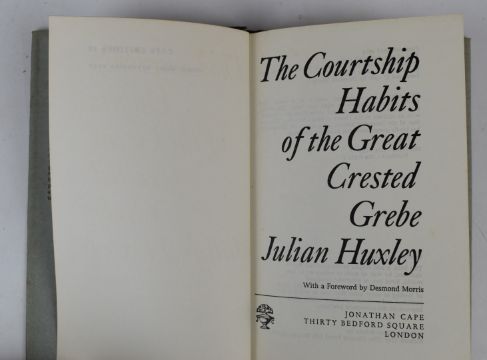 The Courtship
Habits
of the Great
Crested
Grebe
Julian Huxley
With a Foreword by Desmond Morris
JONATHAN CAPE
THIRTY BEDFORD SQUARE
LONDON